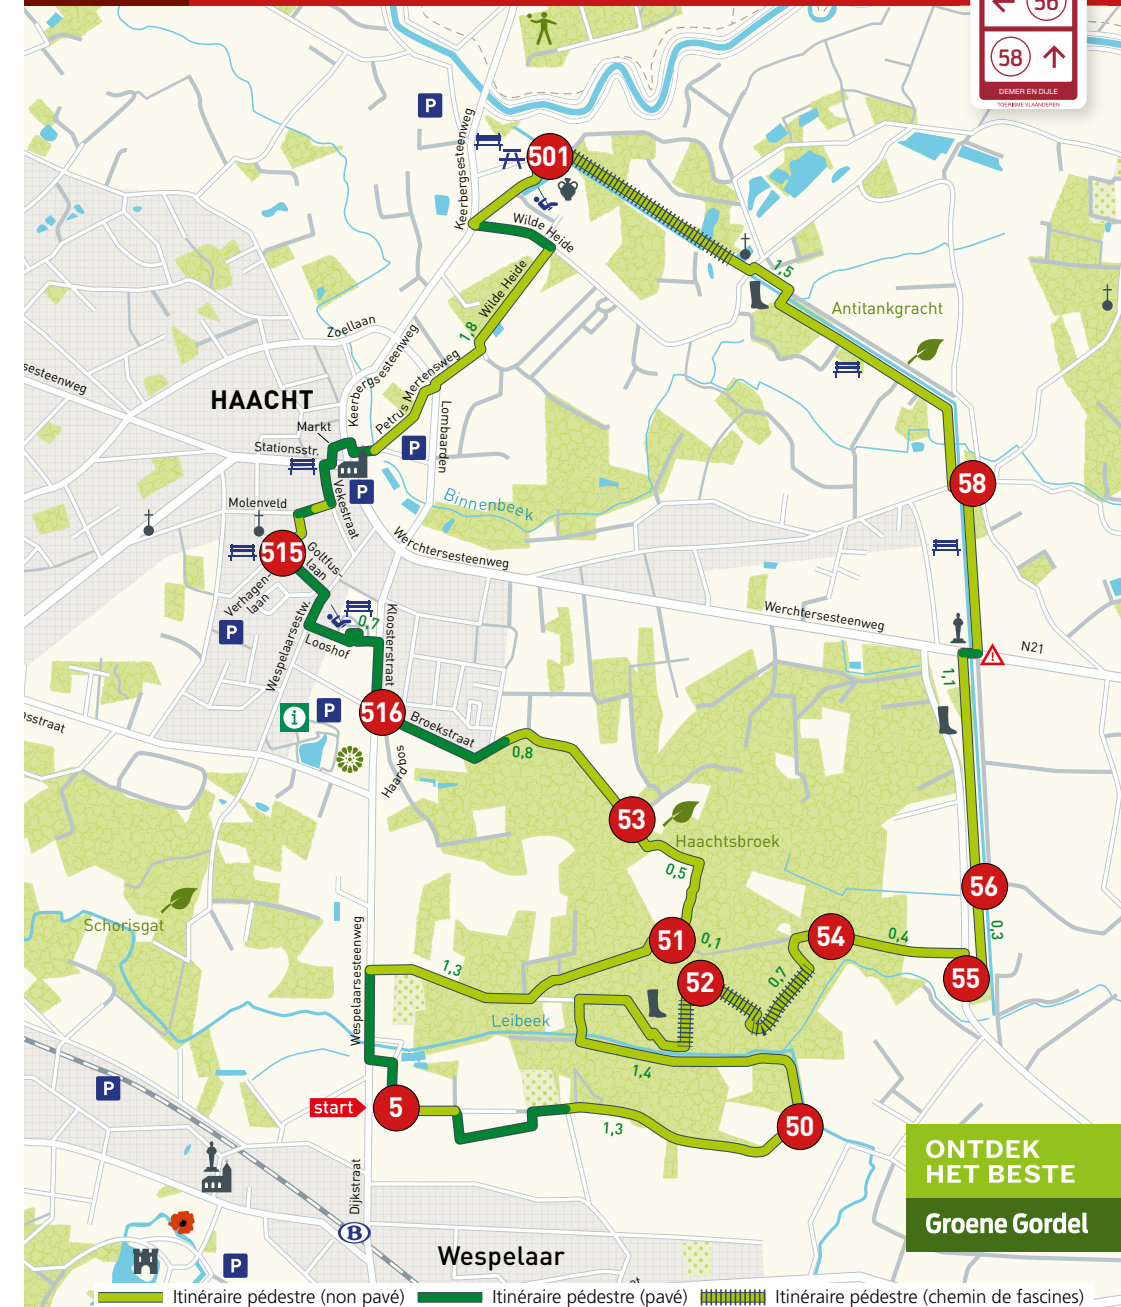 56
58
DEMER EN DIJLE
TOERISME VLAANDEREN
P
Keerbergsesteenweg
501
Wilde Heide
Wilde Heide
1,5
Antitankgracht
1,8
Zoellaan
Keerbergsesteenweg
Petrus Mertensweg
sesteenweg
HAACHT
Markt
Stationsstr.
P
Lombaarden
P
Vekestraat
Molenveld
Binnenbeek
58
515
Goltfus-
laan
Werchtersesteenweg
Verhagen-
laan
P
Wespelaarsestw.
0,7
Looshof
Kloosterstraat
Werchtersesteenweg
N21
1,1
516
P
i
Broekstraat
0,8
Haardbos
sstraat
53
Haachtsbroek
0,5
56
0,3
Schorisgat
51
0,1
54
0,4
55
52
0,7
1,3
Wespelaarsesteenweg
Leibeek
1,4
P
start
5
1,3
50
ONTDEK
HET BESTE
Groene Gordel
Dijkstraat
B
P
Wespelaar
Itinéraire pédestre (non pavé)
Itinéraire pédestre (pavé)
Itinéraire pédestre (chemin de fascines)